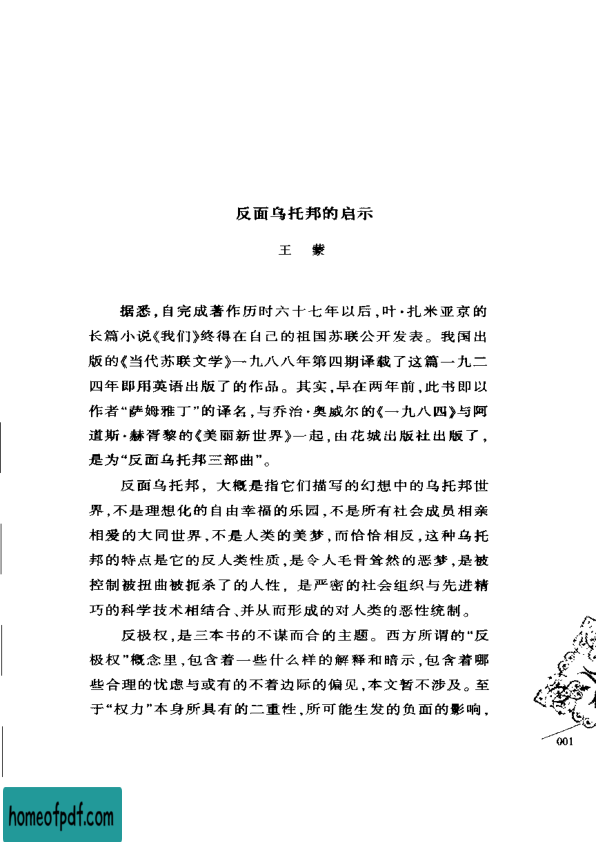 反面乌托邦的启示
王 蒙
据悉,自完成著作历时六十七年以后,叶·扎米亚京的
长篇小说《我们》终得在自己的祖国苏联公开发表。我国出
版的《当代苏联文学》一九八八年第四期译载了这篇一九二
四年即用英语出版了的作品。其实,早在两年前,此书即以
作者“萨姆雅丁”的译名,与乔治·奥威尔的《一九八四》与阿
道斯·赫胥黎的《美丽新世界》一起,由花城出版社出版了,
是为“反面乌托邦三部曲”。
反面乌托邦,大概是指它们描写的幻想中的乌托邦世
界,不是理想化的自由幸福的乐园,不是所有社会成员相亲
相爱的大同世界,不是人类的美梦,而恰恰相反,这种乌托
邦的特点是它的反人类性质,是令人毛骨耸然的恶梦,是被
控制被扭曲被扼杀了的人性,是严密的社会组织与先进精
巧的科学技术相结合、并从而形成的对人类的恶性统制。
反极权,是三本书的不谋而合的主题。西方所谓的“反
极权”概念里,包含着一些什么样的解释和暗示,包含着哪
些合理的忧虑与或有的不着边际的偏见,本文暂不涉及。至
于“权力”本身所具有的二重性,所可能生发的负面的影响,
001
homeofpdf.com